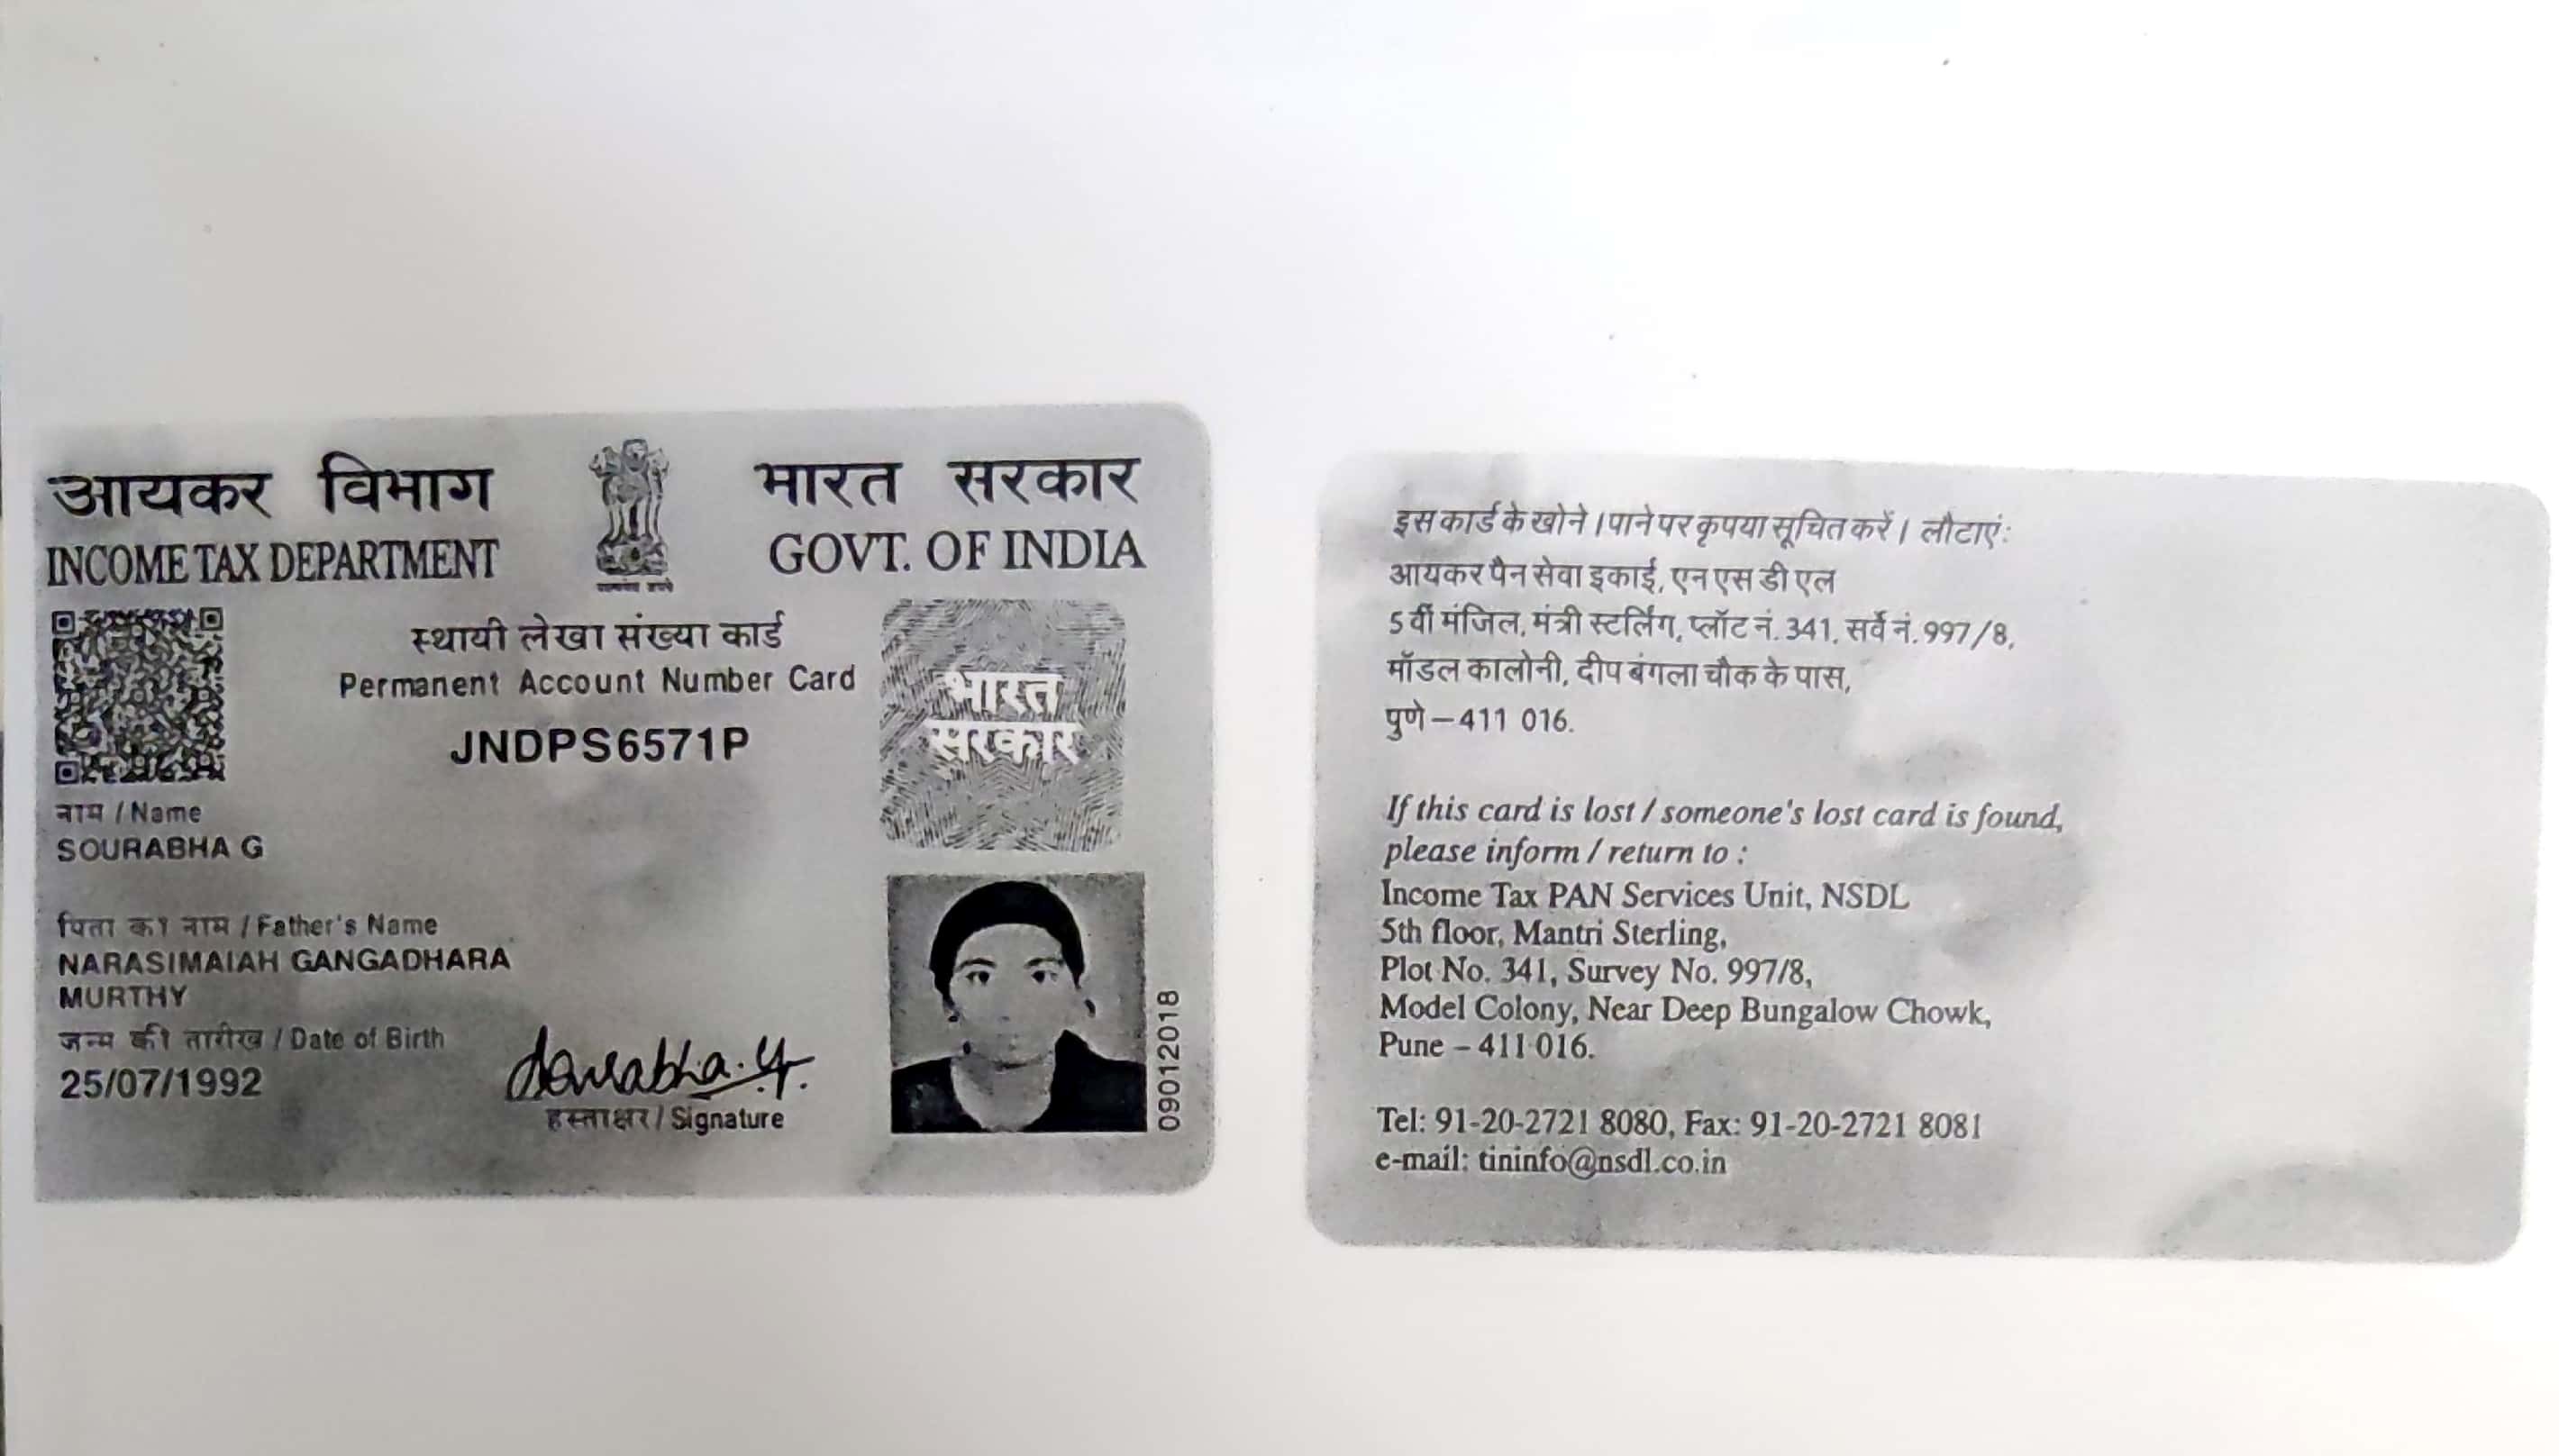 आयकर विभाग
INCOME TAX DEPARTMENT
भारत सरकार
GOVT. OF INDIA
स्थायी लेखा संख्या कार्ड
Permanent Account Number Card
JNDPS6571P
भारत
सरकार
नाम / Name
SOURABHA G
पिता का नाम / Father's Name
NARASIMAIAH GANGADHARA
MURTHY
जन्म की तारीख / Date of Birth
25/07/1992
Sourabha.G.
हस्ताक्षर / Signature
09012018
इस कार्ड के खोने / पाने पर कृपया सूचित करें / लौटाएं:
आयकर पैन सेवा इकाई, एन एस डी एल
5 वीं मंजिल, मंत्री स्टर्लिंग, प्लॉट नं. 341, सर्वे नं. 997/8,
मॉडल कालोनी, दीप बंगला चौक के पास,
पुणे – 411 016.
If this card is lost / someone's lost card is found,
please inform / return to :
Income Tax PAN Services Unit, NSDL
5th floor, Mantri Sterling,
Plot No. 341, Survey No. 997/8,
Model Colony, Near Deep Bungalow Chowk,
Pune – 411 016.
Tel: 91-20-2721 8080, Fax: 91-20-2721 8081
e-mail: tininfo@nsdl.co.in